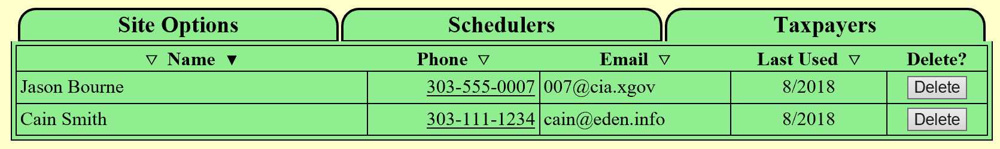 Site Options Schedulers Taxpayers
▽ Name ▼ Phone ▽ Email ▽ Last Used ▽ Delete?
Jason Bourne 303-555-0007 007@cia.xgov 8/2018 Delete
Cain Smith 303-111-1234 cain@eden.info 8/2018 Delete